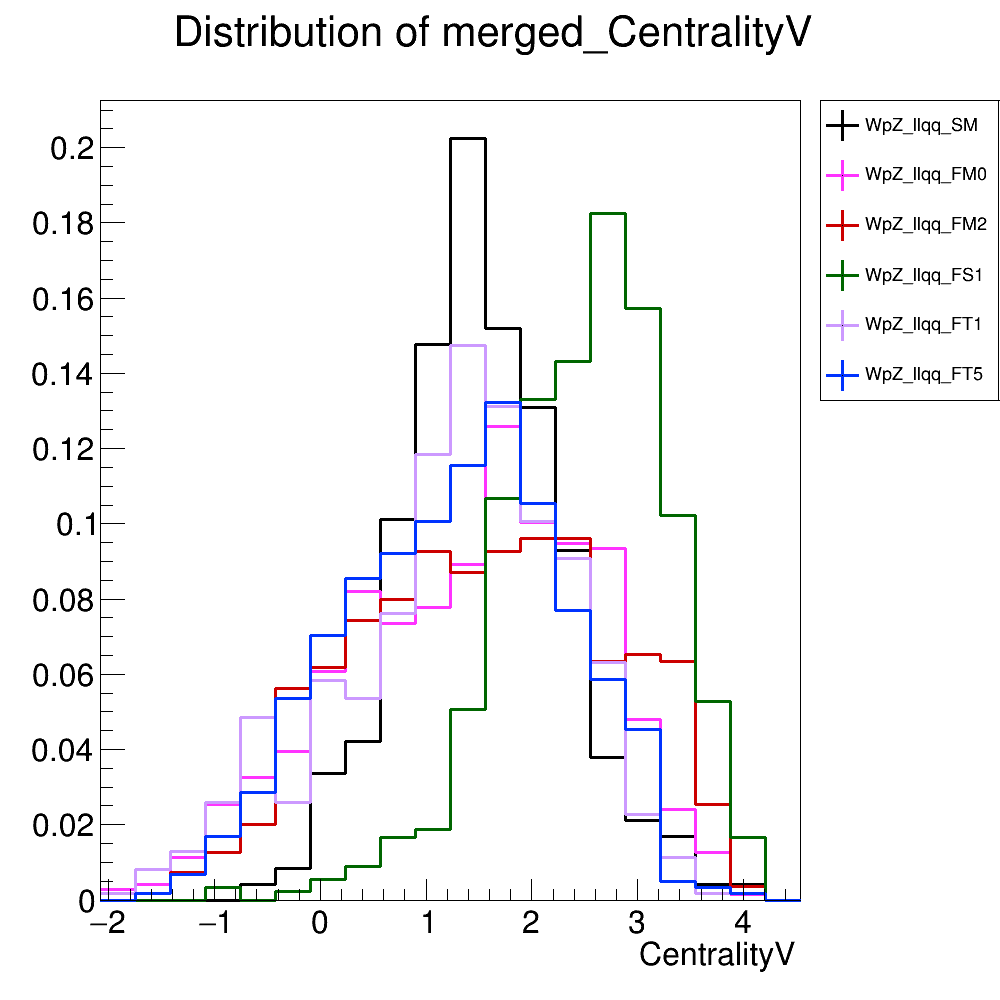 Distribution of merged_CentralityV
WpZ_llqq_SM
WpZ_llqq_FM0
WpZ_llqq_FM2
WpZ_llqq_FS1
WpZ_llqq_FT1
WpZ_llqq_FT5
0.2
0.18
0.16
0.14
0.12
0.1
0.08
0.06
0.04
0.02
0
−2 −1 0 1 2 3 4
CentralityV